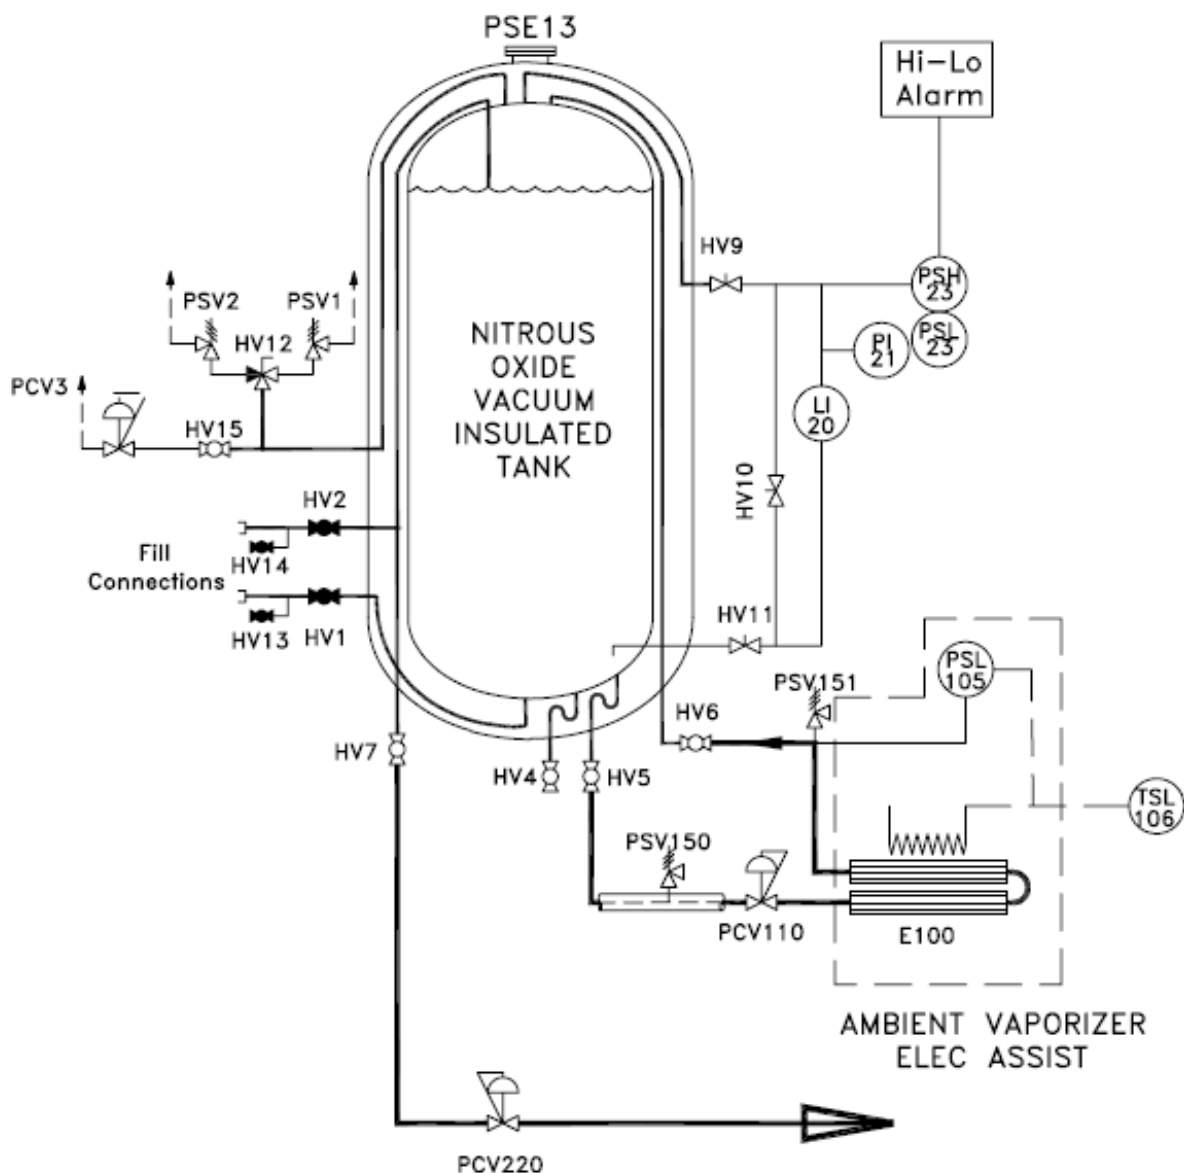 PSE13
Hi-Lo
Alarm
HV9
PSH
23
PSV2
PSV1
HV12
PSL
23
PI
21
NITROUS
OXIDE
VACUUM
INSULATED
TANK
PCV3
LI
20
HV15
HV10
HV2
Fill
Connections
HV14
HV13
HV1
HV11
PSL
105
PSV151
HV6
HV7
HV4
HV5
TSL
106
PSV150
PCV110
E100
AMBIENT VAPORIZER
ELEC ASSIST
PCV220